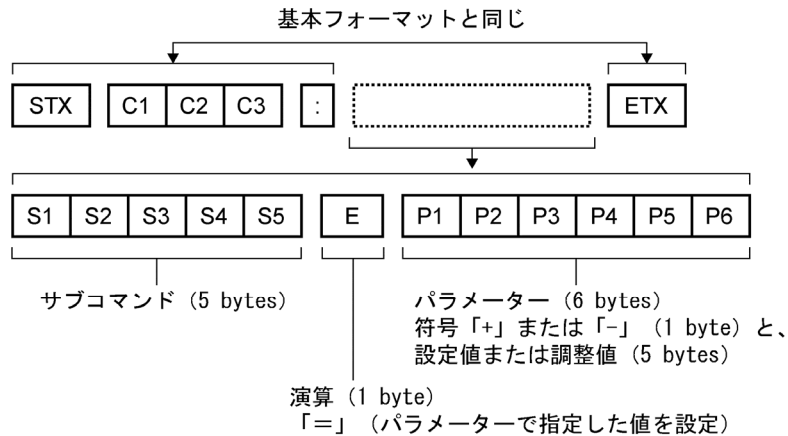 基本フォーマットと同じ
STX C1 C2 C3 : ETX
S1 S2 S3 S4 S5 E P1 P2 P3 P4 P5 P6
サブコマンド（5 bytes）
パラメーター（6 bytes）
符号「+」または「-」（1 byte）と、
設定値または調整値（5 bytes）
演算（1 byte）
「＝」（パラメーターで指定した値を設定）